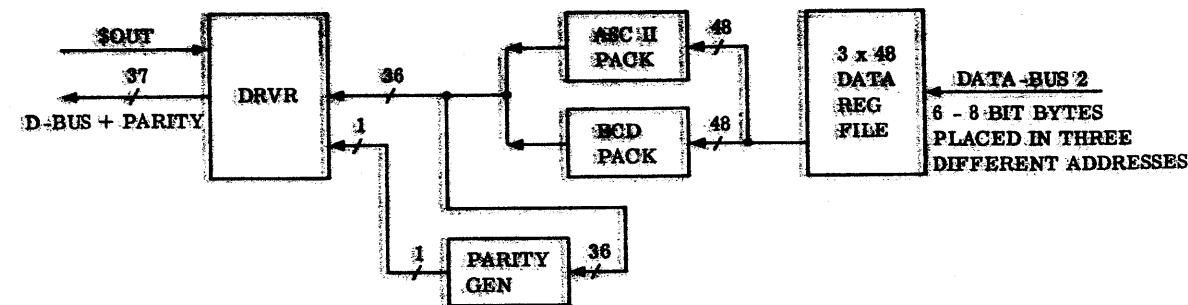 $OUT
37
D-BUS + PARITY
DRVR
36
1
ASC II
PACK
48
BCD
PACK
48
3 x 48
DATA
REG
FILE
DATA-BUS 2
6 - 8 BIT BYTES
PLACED IN THREE
DIFFERENT ADDRESSES
1
PARITY
GEN
36